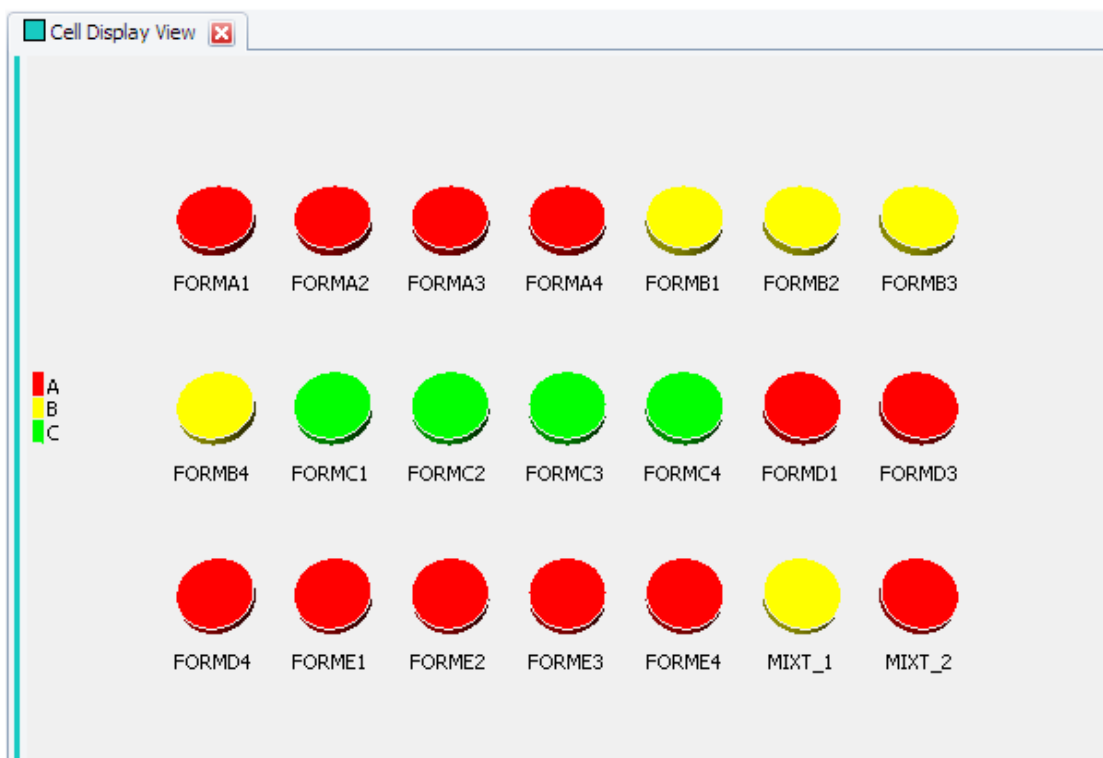 Cell Display View
FORMA1 FORMA2 FORMA3 FORMA4 FORMB1 FORMB2 FORMB3
A
B
C
FORMB4 FORMC1 FORMC2 FORMC3 FORMC4 FORMD1 FORMD3
FORMD4 FORME1 FORME2 FORME3 FORME4 MIXT_1 MIXT_2